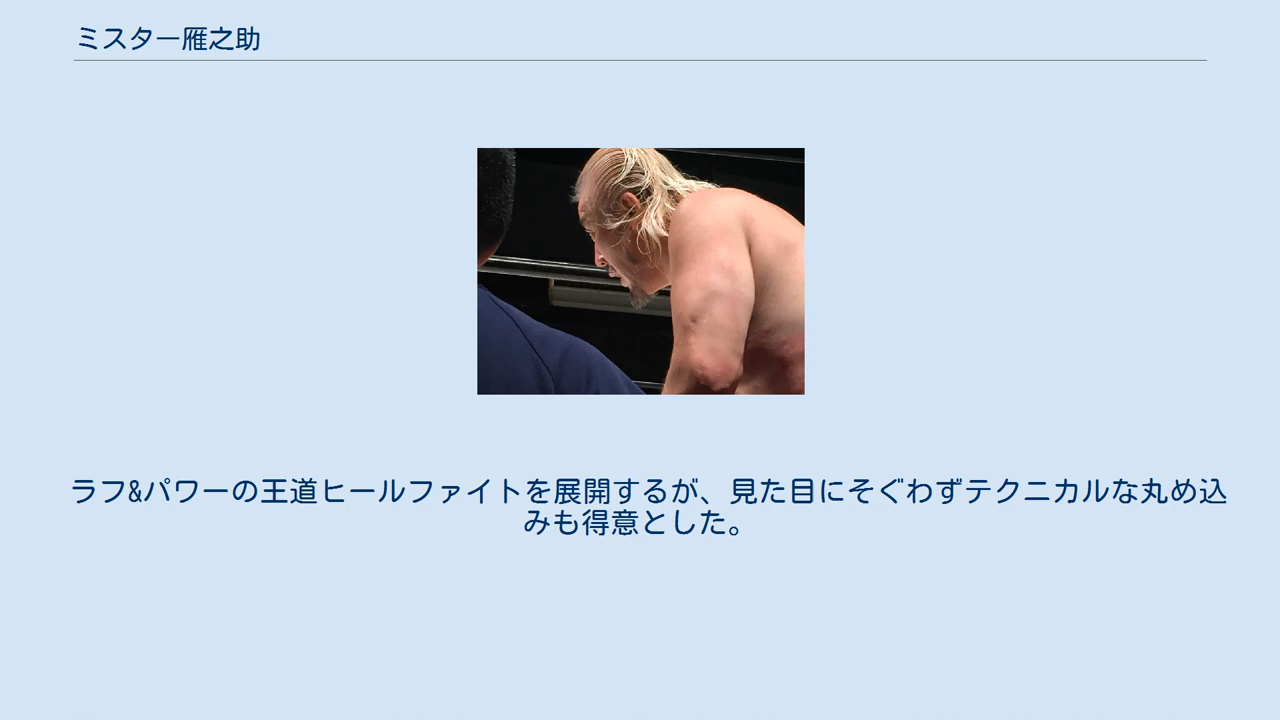 ミスター雁之助
ラフ&パワーの王道ヒールファイトを展開するが、見た目にそぐわずテクニカルな丸め込
みも得意とした。